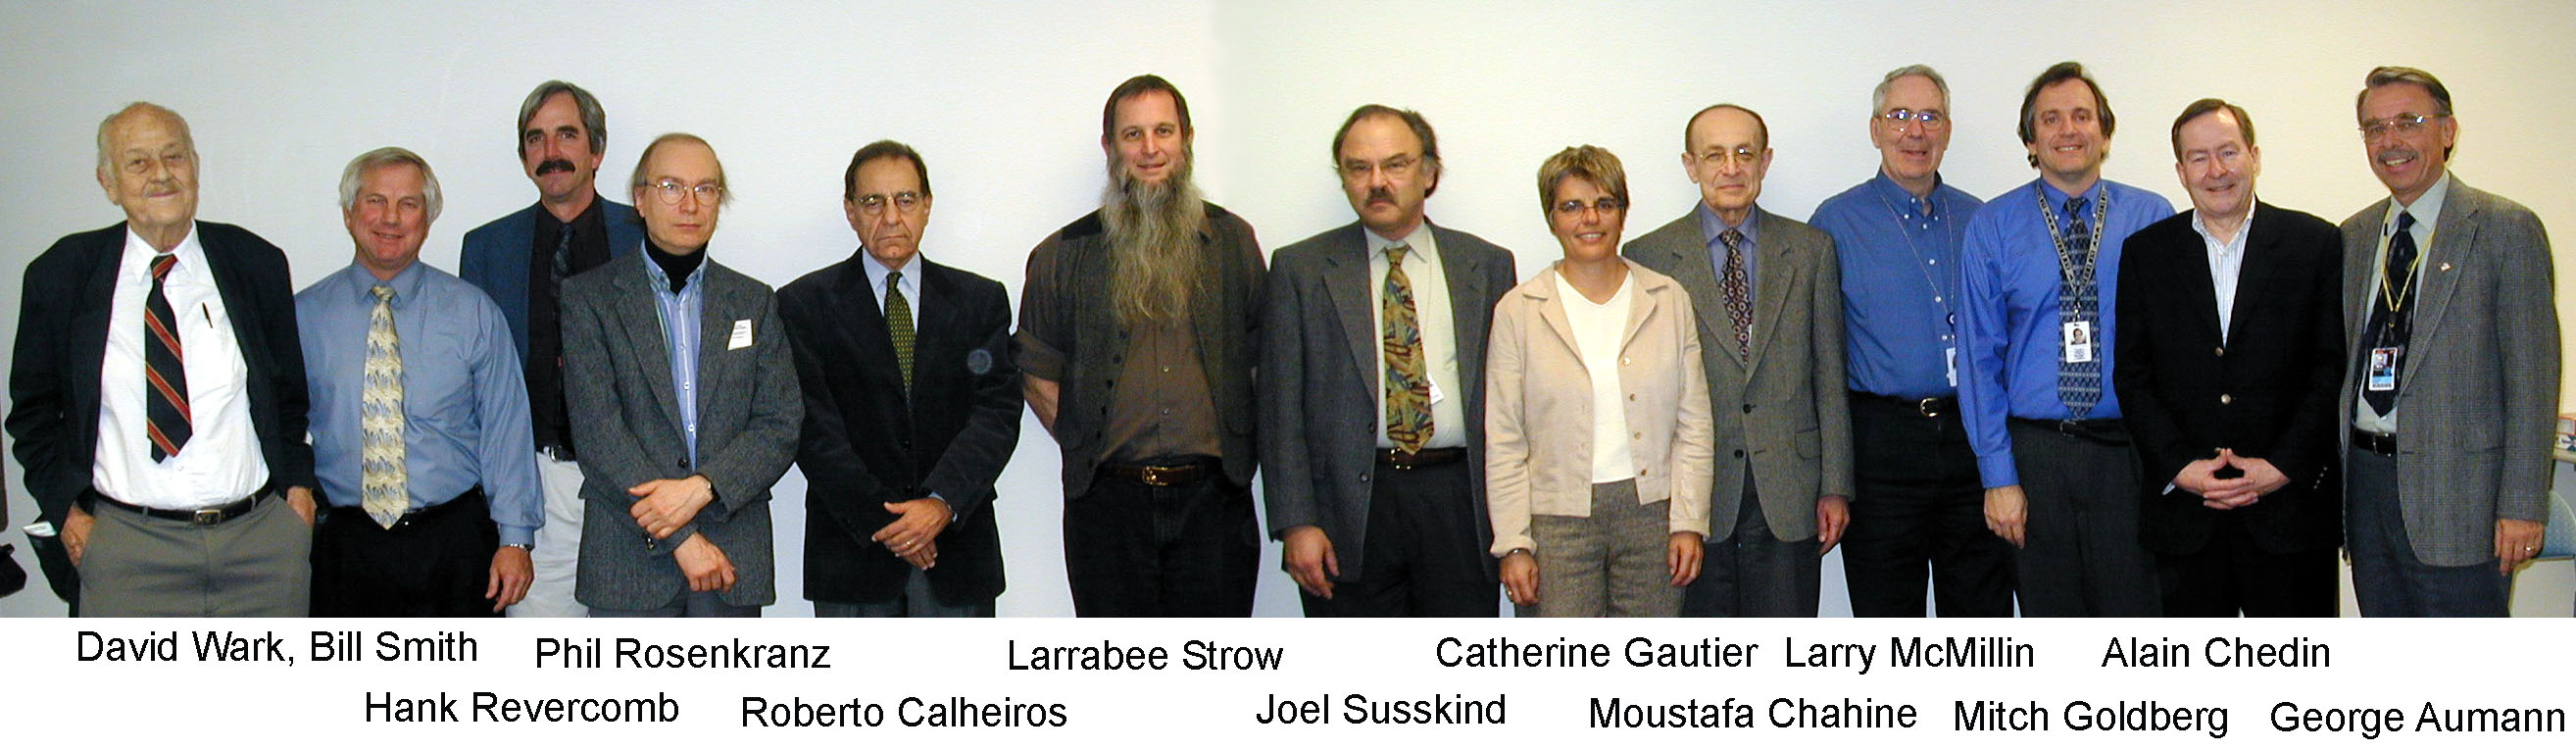 David Wark, Bill Smith Phil Rosenkranz Larrabee Strow Catherine Gautier Larry McMillin Alain Chedin
Hank Revercomb Roberto Calheiros Joel Susskind Moustafa Chahine Mitch Goldberg George Aumann